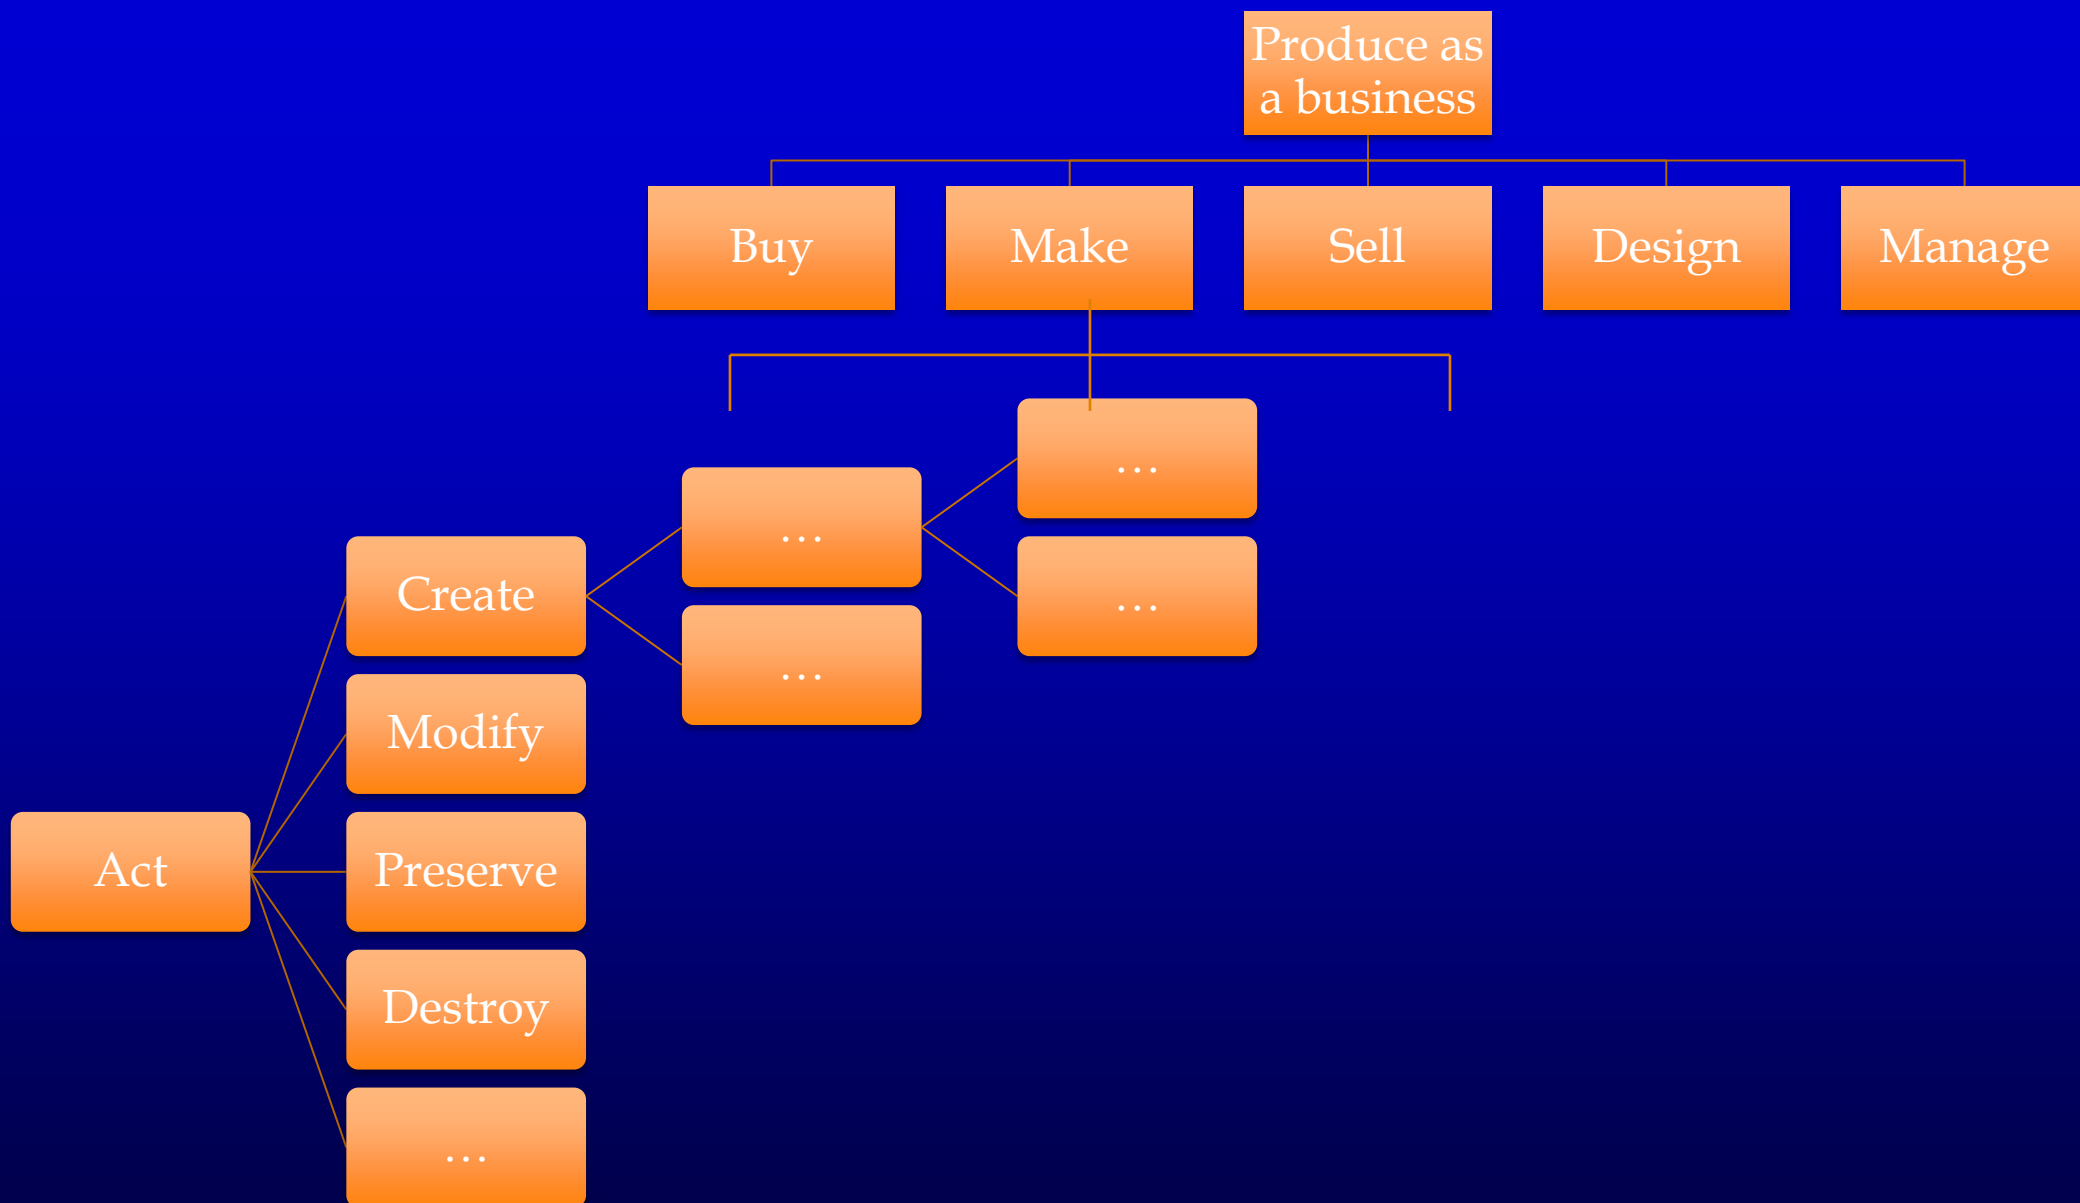 Produce as
a business
Buy
Make
Sell
Design
Manage
…
…
Create
…
…
Modify
Act
Preserve
Destroy
…